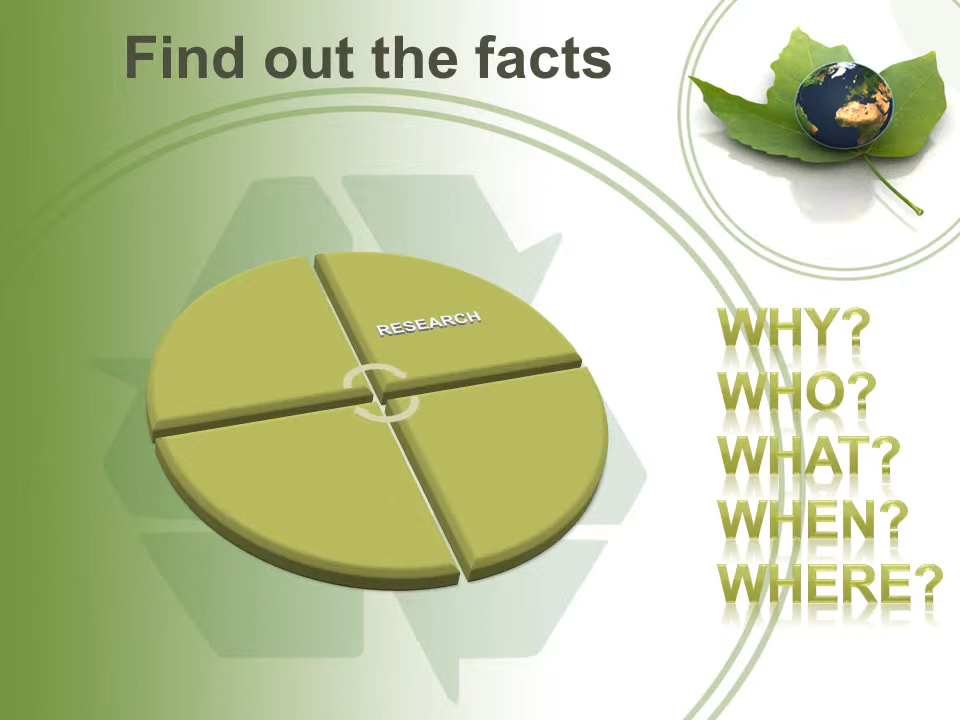 Find out the facts
RESEARCH
WHY?
WHO?
WHAT?
WHEN?
WHERE?